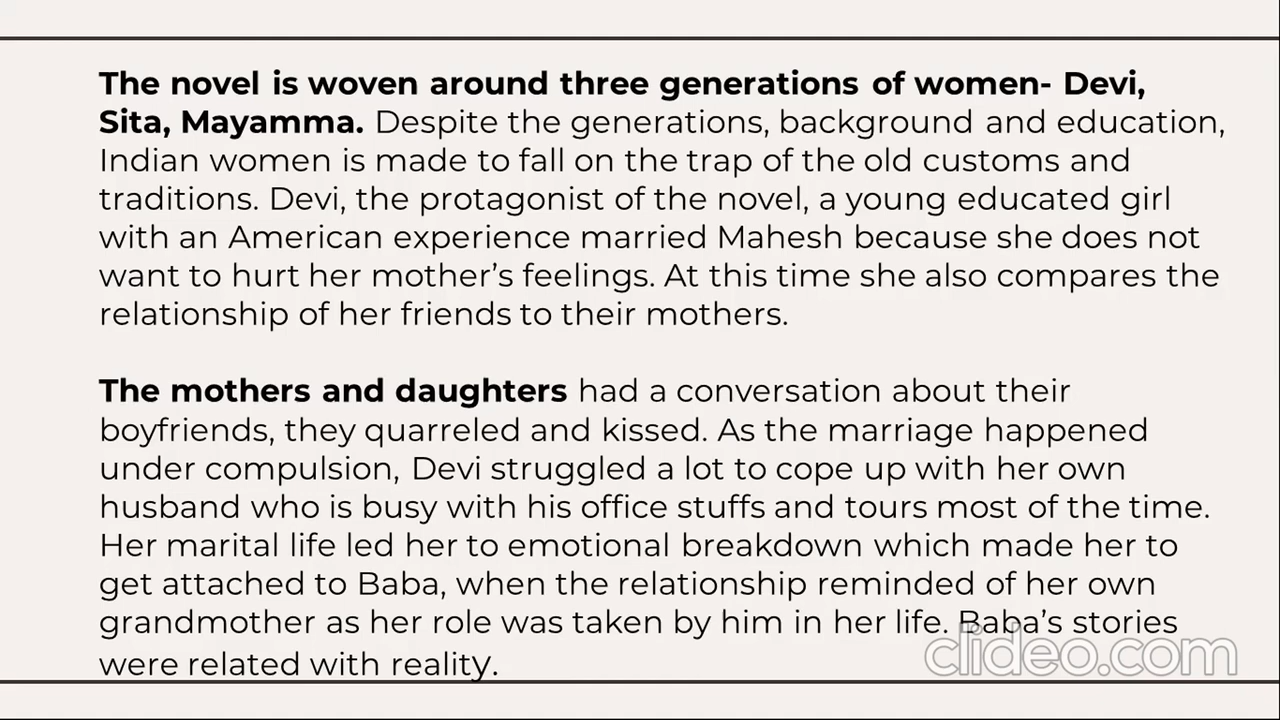 The novel is woven around three generations of women- Devi,
Sita, Mayamma. Despite the generations, background and education,
Indian women is made to fall on the trap of the old customs and
traditions. Devi, the protagonist of the novel, a young educated girl
with an American experience married Mahesh because she does not
want to hurt her mother’s feelings. At this time she also compares the
relationship of her friends to their mothers.
The mothers and daughters had a conversation about their
boyfriends, they quarreled and kissed. As the marriage happened
under compulsion, Devi struggled a lot to cope up with her own
husband who is busy with his office stuffs and tours most of the time.
Her marital life led her to emotional breakdown which made her to
get attached to Baba, when the relationship reminded of her own
grandmother as her role was taken by him in her life. Baba’s stories
were related with reality.
clideo.com